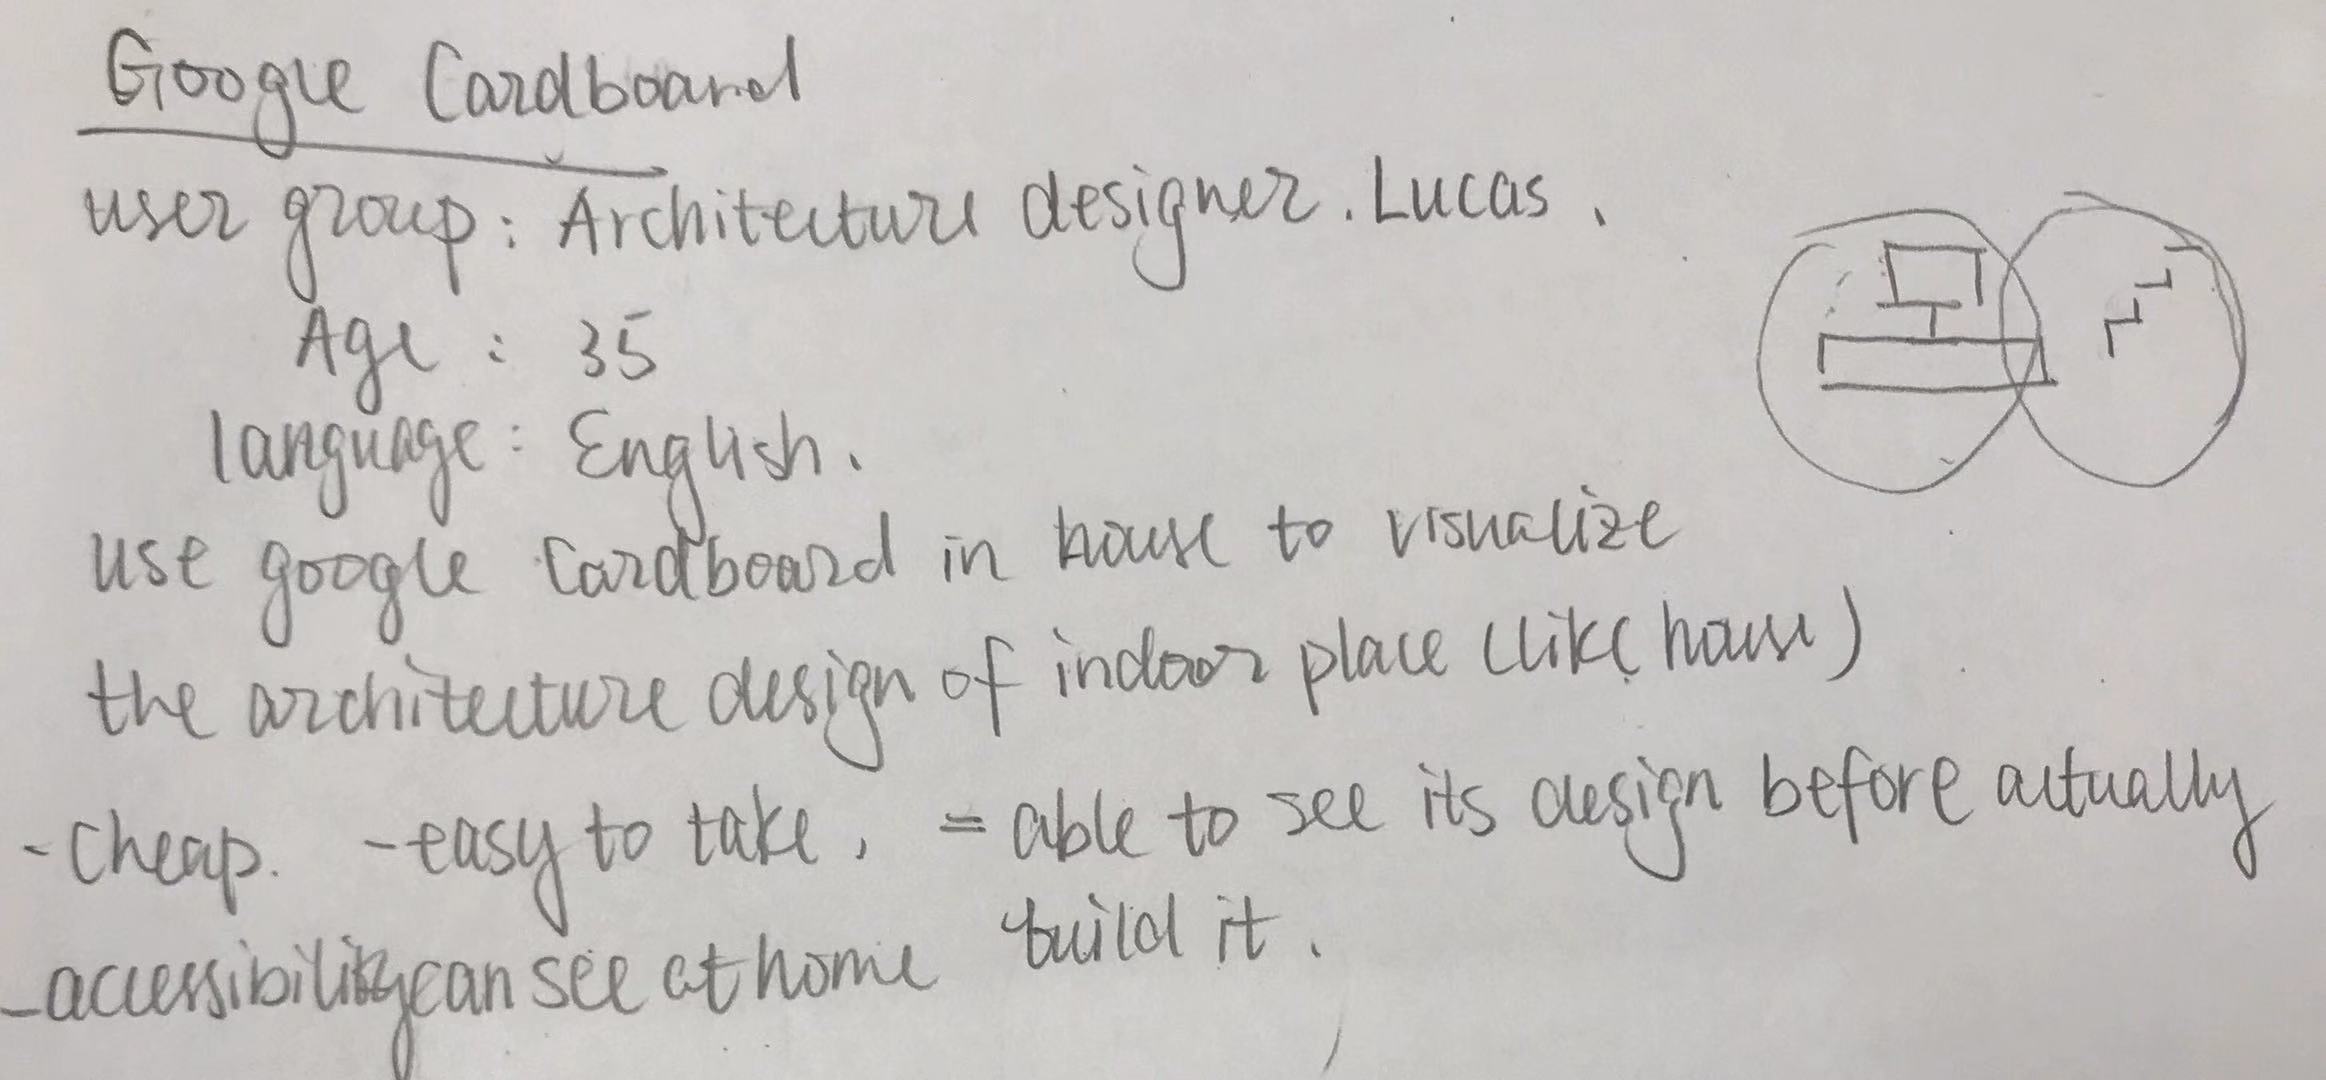 Google Cardboard
user group: Architecture designer. Lucas.
Age: 35
language: English.
use google Cardboard in house to visualize
the architecture design of indoor place (like house)
-cheap. -easy to take, = able to see its design before actually
build it.
-accessibility can see at home